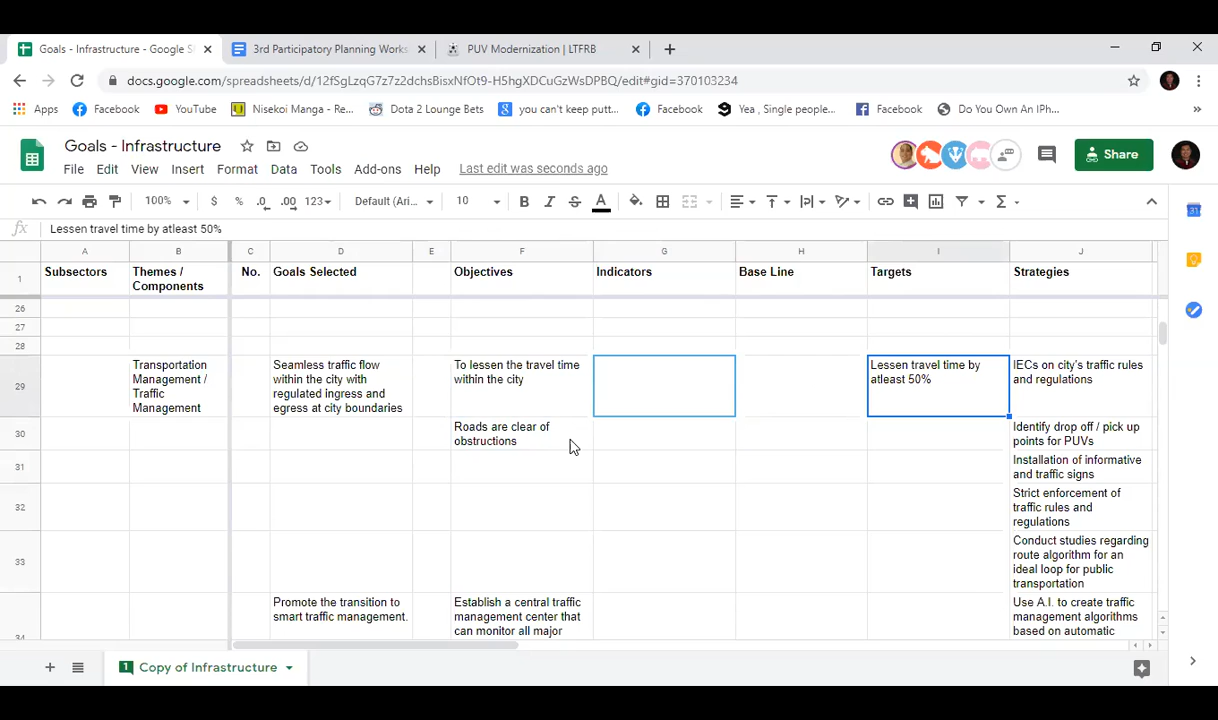 Goals - Infrastructure - Google S
3rd Participatory Planning Works
PUV Modernization | LTFRB
docs.google.com/spreadsheets/d/12fSgLzqG7z7z2dchsBisxNfOt9-H5hgXDCuGzWsDPBQ/edit#gid=370103234
Apps
Facebook
YouTube
Nisekoi Manga - Re...
Dota 2 Lounge Bets
you can't keep putt...
Facebook
Yea , Single people...
Facebook
Do You Own An IPh...
»
Goals - Infrastructure
Share
File Edit View Insert Format Data Tools Add-ons Help Last edit was seconds ago
100% $ % .0 .00 123 Default (Ari... 10 B I S A
fx Lessen travel time by atleast 50%
A B C D E F G H I J
1
Subsectors
Themes /
Components
No.
Goals Selected
Objectives
Indicators
Base Line
Targets
Strategies
26
27
28
29
Transportation
Management /
Traffic
Management
Seamless traffic flow
within the city with
regulated ingress and
egress at city boundaries
To lessen the travel time
within the city
Lessen travel time by
atleast 50%
IECs on city's traffic rules
and regulations
30
Roads are clear of
obstructions
Identify drop off / pick up
points for PUVs
31
Installation of informative
and traffic signs
32
Strict enforcement of
traffic rules and
regulations
33
Conduct studies regarding
route algorithm for an
ideal loop for public
transportation
34
Promote the transition to
smart traffic management.
Establish a central traffic
management center that
can monitor all major
Use A.I. to create traffic
management algorithms
based on automatic
1 Copy of Infrastructure